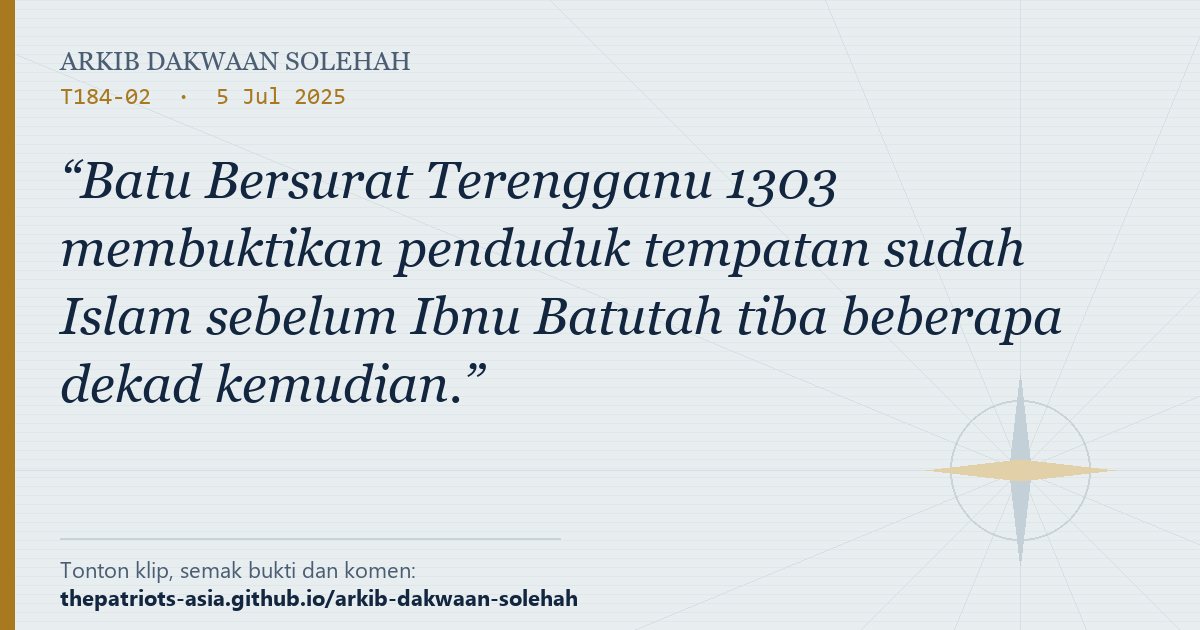 ARKIB DAKWAAN SOLEHAH
T184-02 · 5 Jul 2025
“Batu Bersurat Terengganu 1303
membuktikan penduduk tempatan sudah
Islam sebelum Ibnu Batutah tiba beberapa
dekad kemudian.”
Tonton klip, semak bukti dan komen:
thepatriots-asia.github.io/arkib-dakwaan-solehah